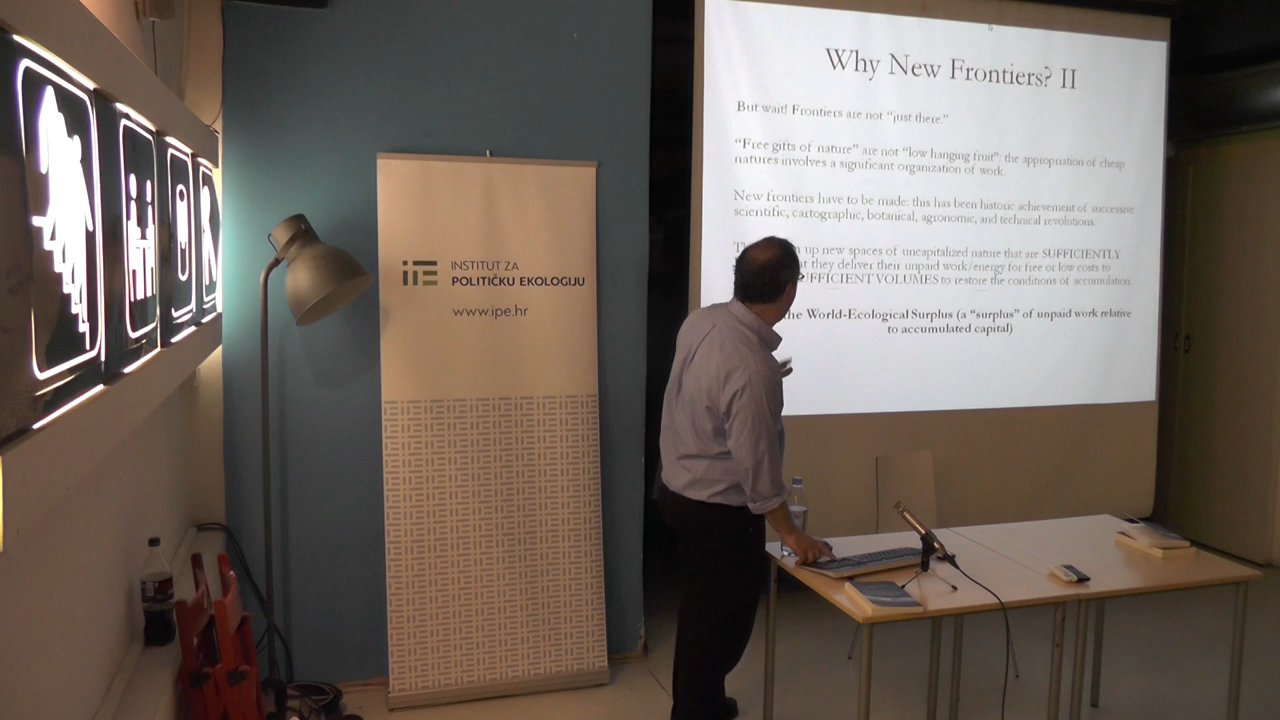 INSTITUT ZA
POLITIČKU EKOLOGIJU
www.ipe.hr
Why New Frontiers? II
But wait! Frontiers are not “just there.”
“Free gifts of nature” are not “low hanging fruit”: the appropriation of cheap
natures involves a significant organization of work.
New frontiers have to be made: this has been historic achievement of successive
scientific, cartographic, botanical, agronomic, and technical revolutions.
up new spaces of uncapitalized nature that are SUFFICIENTLY
they deliver their unpaid work/energy for free or low costs to
VOLUMES to restore the conditions of accumulation.
World-Ecological Surplus (a “surplus” of unpaid work relative
to accumulated capital)